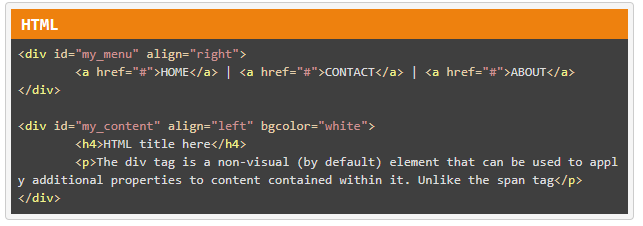 HTML
<div id="my_menu" align="right">
        <a href="#">HOME</a> | <a href="#">CONTACT</a> | <a href="#">ABOUT</a>
</div>

<div id="my_content" align="left" bgcolor="white">
        <h4>HTML title here</h4>
        <p>The div tag is a non-visual (by default) element that can be used to appl
y additional properties to content contained within it. Unlike the span tag</p>
</div>